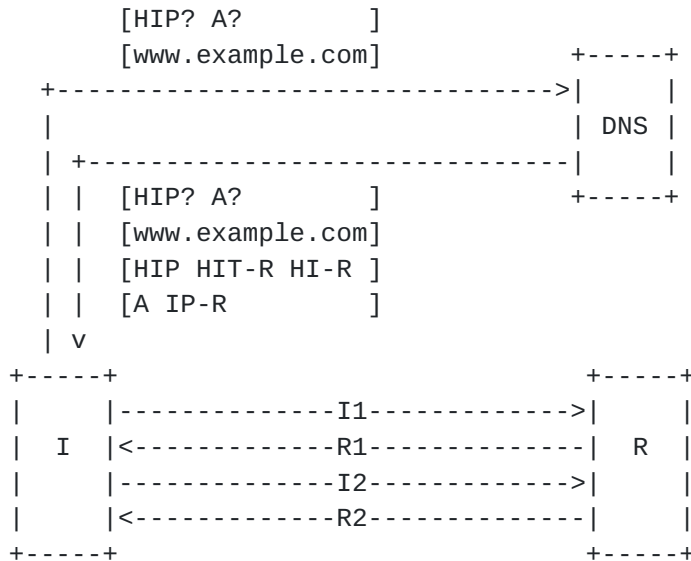 [HIP? A?        ]
[www.example.com]
DNS
[HIP? A?        ]
[www.example.com]
[HIP HIT-R HI-R ]
[A IP-R         ]
I1
I R1 R
I2
R2